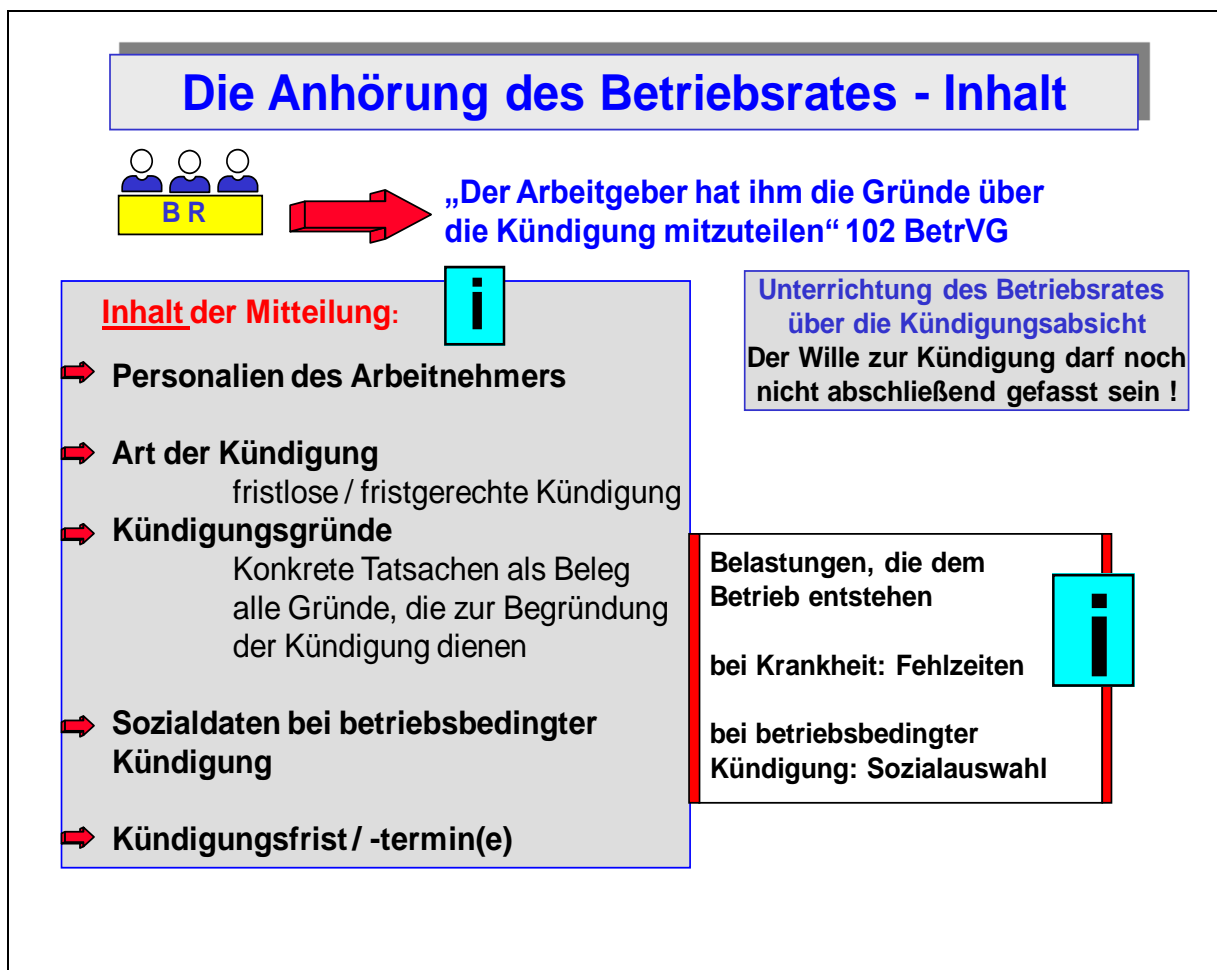 Die Anhörung des Betriebsrates - Inhalt
B R
„Der Arbeitgeber hat ihm die Gründe über
die Kündigung mitzuteilen“ 102 BetrVG
i
Inhalt der Mitteilung:
Personalien des Arbeitnehmers
Art der Kündigung
fristlose / fristgerechte Kündigung
Kündigungsgründe
Konkrete Tatsachen als Beleg
alle Gründe, die zur Begründung
der Kündigung dienen
Sozialdaten bei betriebsbedingter
Kündigung
Kündigungsfrist / -termin(e)
Unterrichtung des Betriebsrates
über die Kündigungsabsicht
Der Wille zur Kündigung darf noch
nicht abschließend gefasst sein !
Belastungen, die dem
Betrieb entstehen
i
bei Krankheit: Fehlzeiten
bei betriebsbedingter
Kündigung: Sozialauswahl